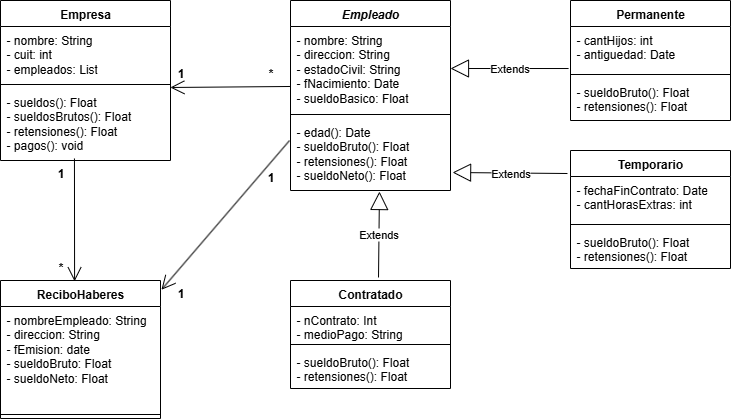 Empresa
- nombre: String
- cuit: int
- empleados: List
- sueldos(): Float
- sueldosBrutos(): Float
- retensiones(): Float
- pagos(): void
Empleado
- nombre: String
- direccion: String
- estadoCivil: String
- fNacimiento: Date
- sueldoBasico: Float
- edad(): Date
- sueldoBruto(): Float
- retensiones(): Float
- sueldoNeto(): Float
Permanente
- cantHijos: int
- antiguedad: Date
- sueldoBruto(): Float
- retensiones(): Float
Extends
1
*
Temporario
- fechaFinContrato: Date
- cantHorasExtras: int
- sueldoBruto(): Float
- retensiones(): Float
Extends
1
1
Extends
*
1
ReciboHaberes
- nombreEmpleado: String
- direccion: String
- fEmision: date
- sueldoBruto: Float
- sueldoNeto: Float
Contratado
- nContrato: Int
- medioPago: String
- sueldoBruto(): Float
- retensiones(): Float